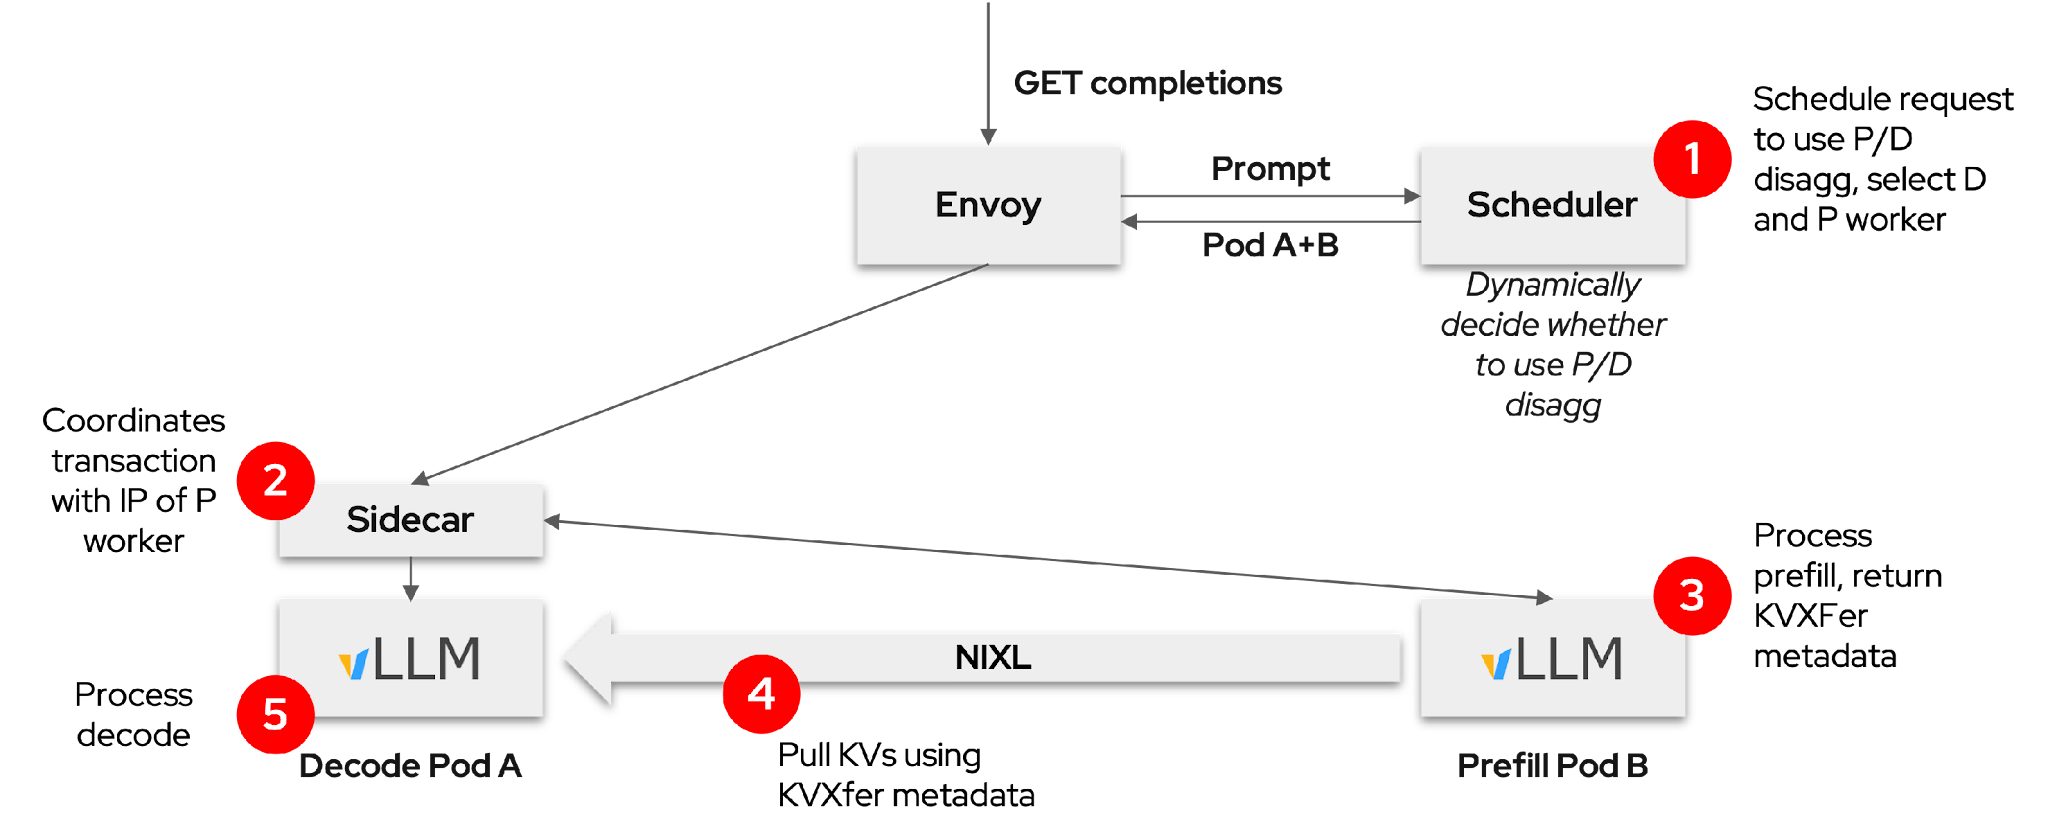 GET completions
Schedule request
to use P/D
disagg, select D
and P worker
1
Envoy
Prompt
Pod A+B
Scheduler
Dynamically
decide whether
to use P/D
disagg
Coordinates
transaction
with IP of P
worker
2
Sidecar
Process
prefill, return
KVXFer
metadata
3
vLLM
NIXL
vLLM
4
Pull KVs using
KVXfer metadata
Process
decode
5
Decode Pod A
Prefill Pod B